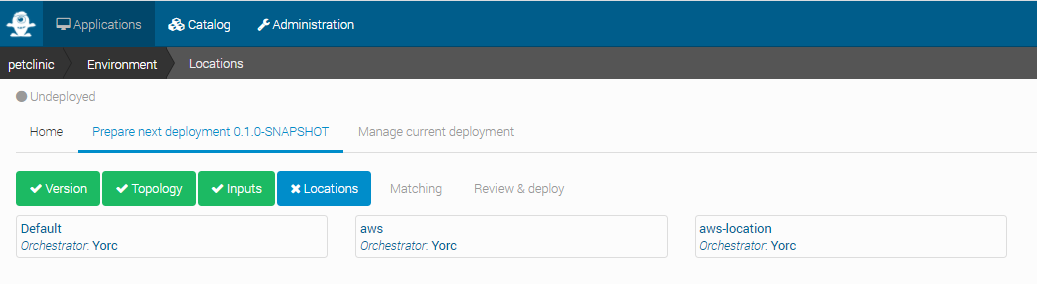 Applications Catalog Administration
petclinic Environment Locations
Undeployed
Home Prepare next deployment 0.1.0-SNAPSHOT Manage current deployment
Version Topology Inputs Locations Matching Review & deploy
Default aws aws-location
Orchestrator: Yorc Orchestrator: Yorc Orchestrator: Yorc